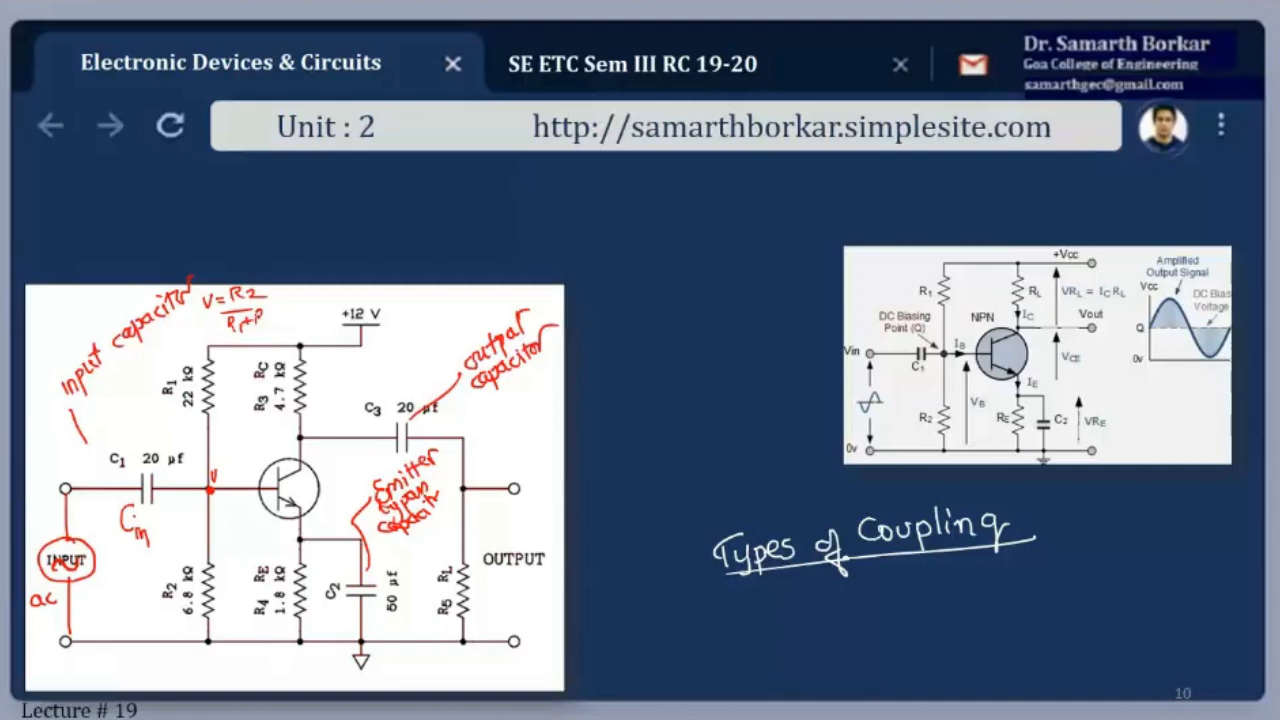 Electronic Devices & Circuits
SE ETC Sem III RC 19-20
Dr. Samarth Borkar
Goa College of Engineering
samarthgec@gmail.com
Unit : 2
http://samarthborkar.simplesite.com
Input capacitor
V = R2
R1+R
+12 V
output
capacitor
R1
22 kΩ
RC
R3 4.7 kΩ
C3 20 µf
C1 20 µf
V
Cin
Emitter
bypass
INPUT
ac
R2
6.8 kΩ
RE
R4 1.8 kΩ
C2
50 µf
RL
R5
OUTPUT
+Vcc
R1
RL
VRL = IC RL
IC
DC Biasing
Point (Q)
NPN
Vout
Vin
IB
C1
VCE
IE
VB
R2
RE
C2
VRE
0v
Amplified
Output Signal
Vcc
DC Bias
Voltage
Q
0v
Types of Coupling
10
Lecture # 19